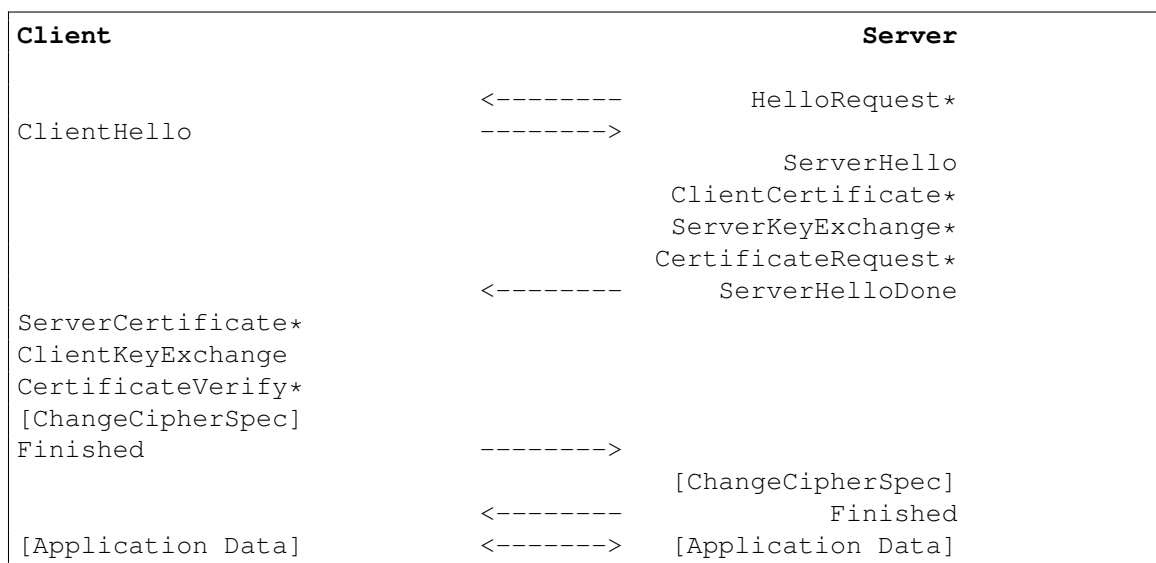 Client Server
<-------- HelloRequest*
ClientHello -------->
ServerHello
ClientCertificate*
ServerKeyExchange*
CertificateRequest*
<-------- ServerHelloDone
ServerCertificate*
ClientKeyExchange
CertificateVerify*
[ChangeCipherSpec]
Finished -------->
[ChangeCipherSpec]
<-------- Finished
[Application Data] <-------> [Application Data]